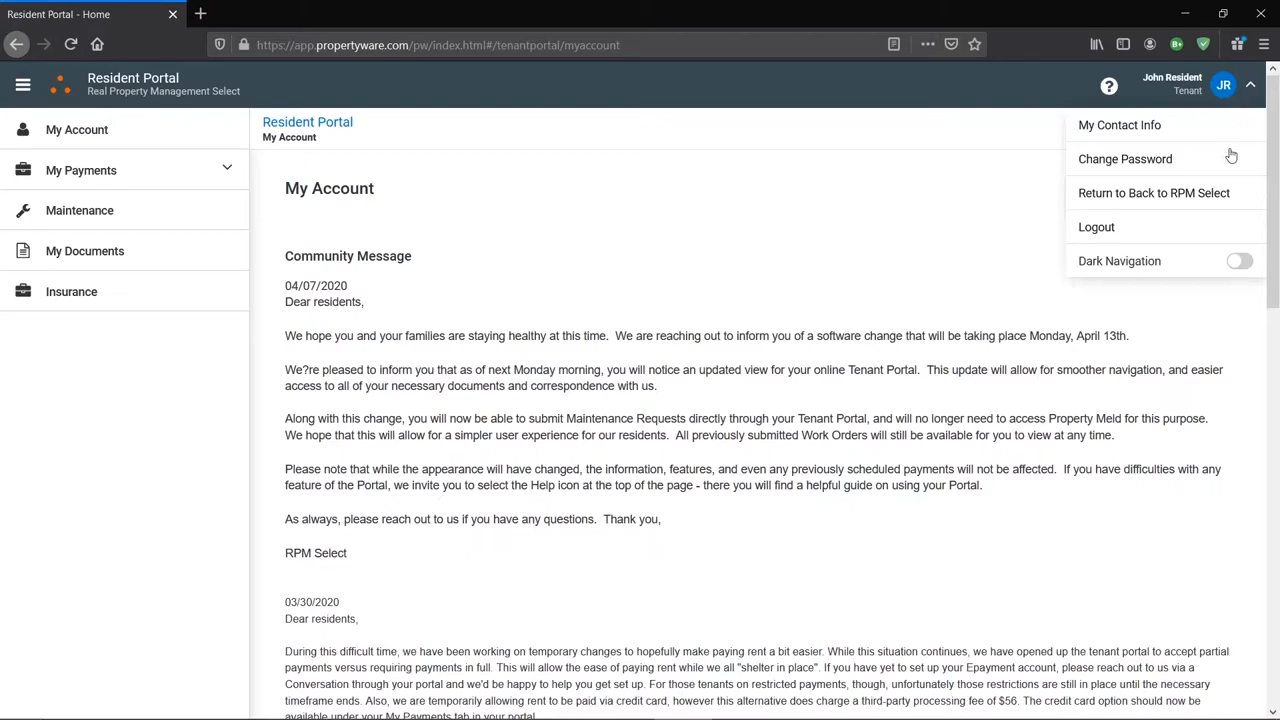 Resident Portal - Home
https://app.propertyware.com/pw/index.html#/tenantportal/myaccount
Resident Portal
Real Property Management Select
John Resident
Tenant
JR
My Account
My Payments
Maintenance
My Documents
Insurance
Resident Portal
My Account
My Contact Info
Change Password
Return to Back to RPM Select
Logout
Dark Navigation
My Account
Community Message
04/07/2020
Dear residents,
We hope you and your families are staying healthy at this time.  We are reaching out to inform you of a software change that will be taking place Monday, April 13th.
We?re pleased to inform you that as of next Monday morning, you will notice an updated view for your online Tenant Portal.  This update will allow for smoother navigation, and easier
access to all of your necessary documents and correspondence with us.
Along with this change, you will now be able to submit Maintenance Requests directly through your Tenant Portal, and will no longer need to access Property Meld for this purpose.
We hope that this will allow for a simpler user experience for our residents.  All previously submitted Work Orders will still be available for you to view at any time.
Please note that while the appearance will have changed, the information, features, and even any previously scheduled payments will not be affected.  If you have difficulties with any
feature of the Portal, we invite you to select the Help icon at the top of the page - there you will find a helpful guide on using your Portal.
As always, please reach out to us if you have any questions.  Thank you,
RPM Select
03/30/2020
Dear residents,
During this difficult time, we have been working on temporary changes to hopefully make paying rent a bit easier. While this situation continues, we have opened up the tenant portal to accept partial
payments versus requiring payments in full. This will allow the ease of paying rent while we all "shelter in place". If you have yet to set up your Epayment account, please reach out to us via a
Conversation through your portal and we'd be happy to help you get set up. For those tenants on restricted payments, though, unfortunately those restrictions are still in place until the necessary
timeframe ends. Also, we are temporarily allowing rent to be paid via credit card, however this alternative does charge a third-party processing fee of $56. The credit card option should now be
available under your My Payments tab in your portal.